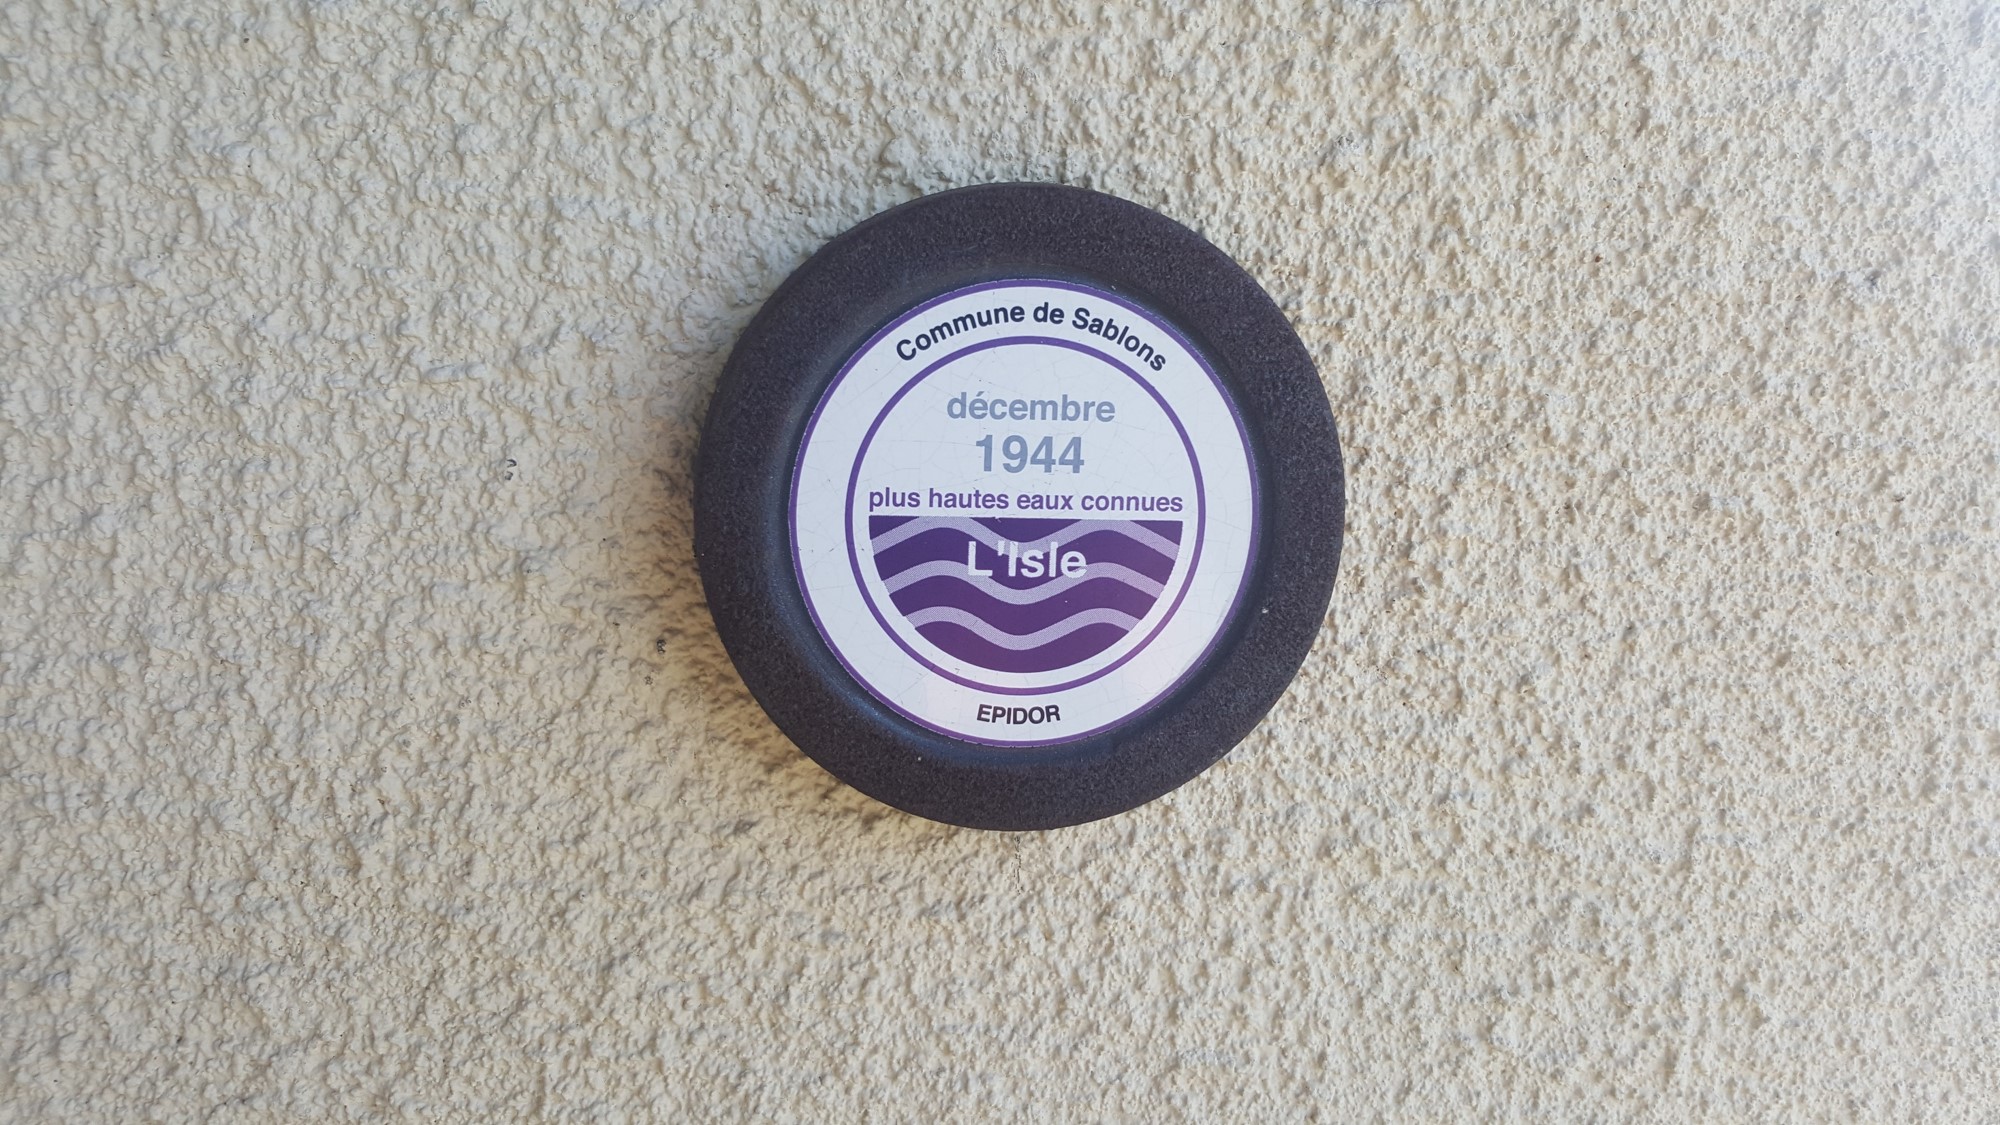 Commune de Sablons
décembre
1944
plus hautes eaux connues
L'Isle
EPIDOR